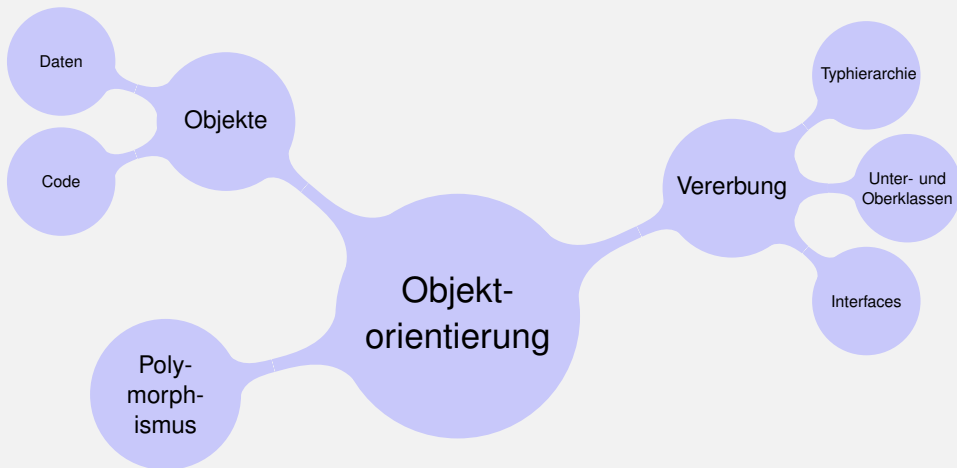 Daten
Objekte
Code
Objekt-
orientierung
Poly-
morph-
ismus
Typhierarchie
Vererbung
Unter- und
Oberklassen
Interfaces